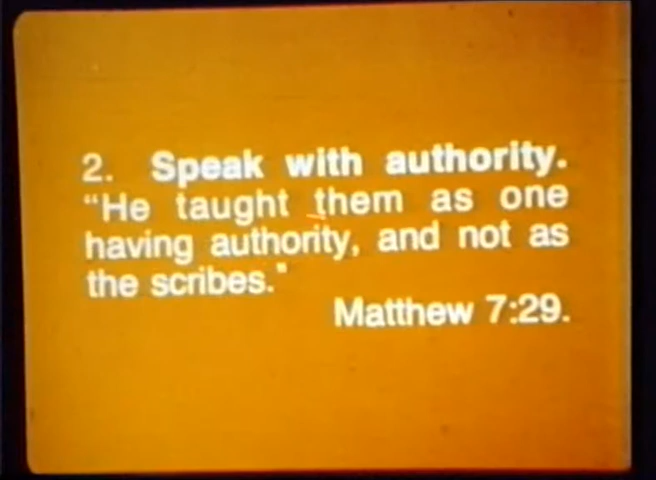 2. Speak with authority.
"He taught them as one
having authority, and not as
the scribes."
Matthew 7:29.